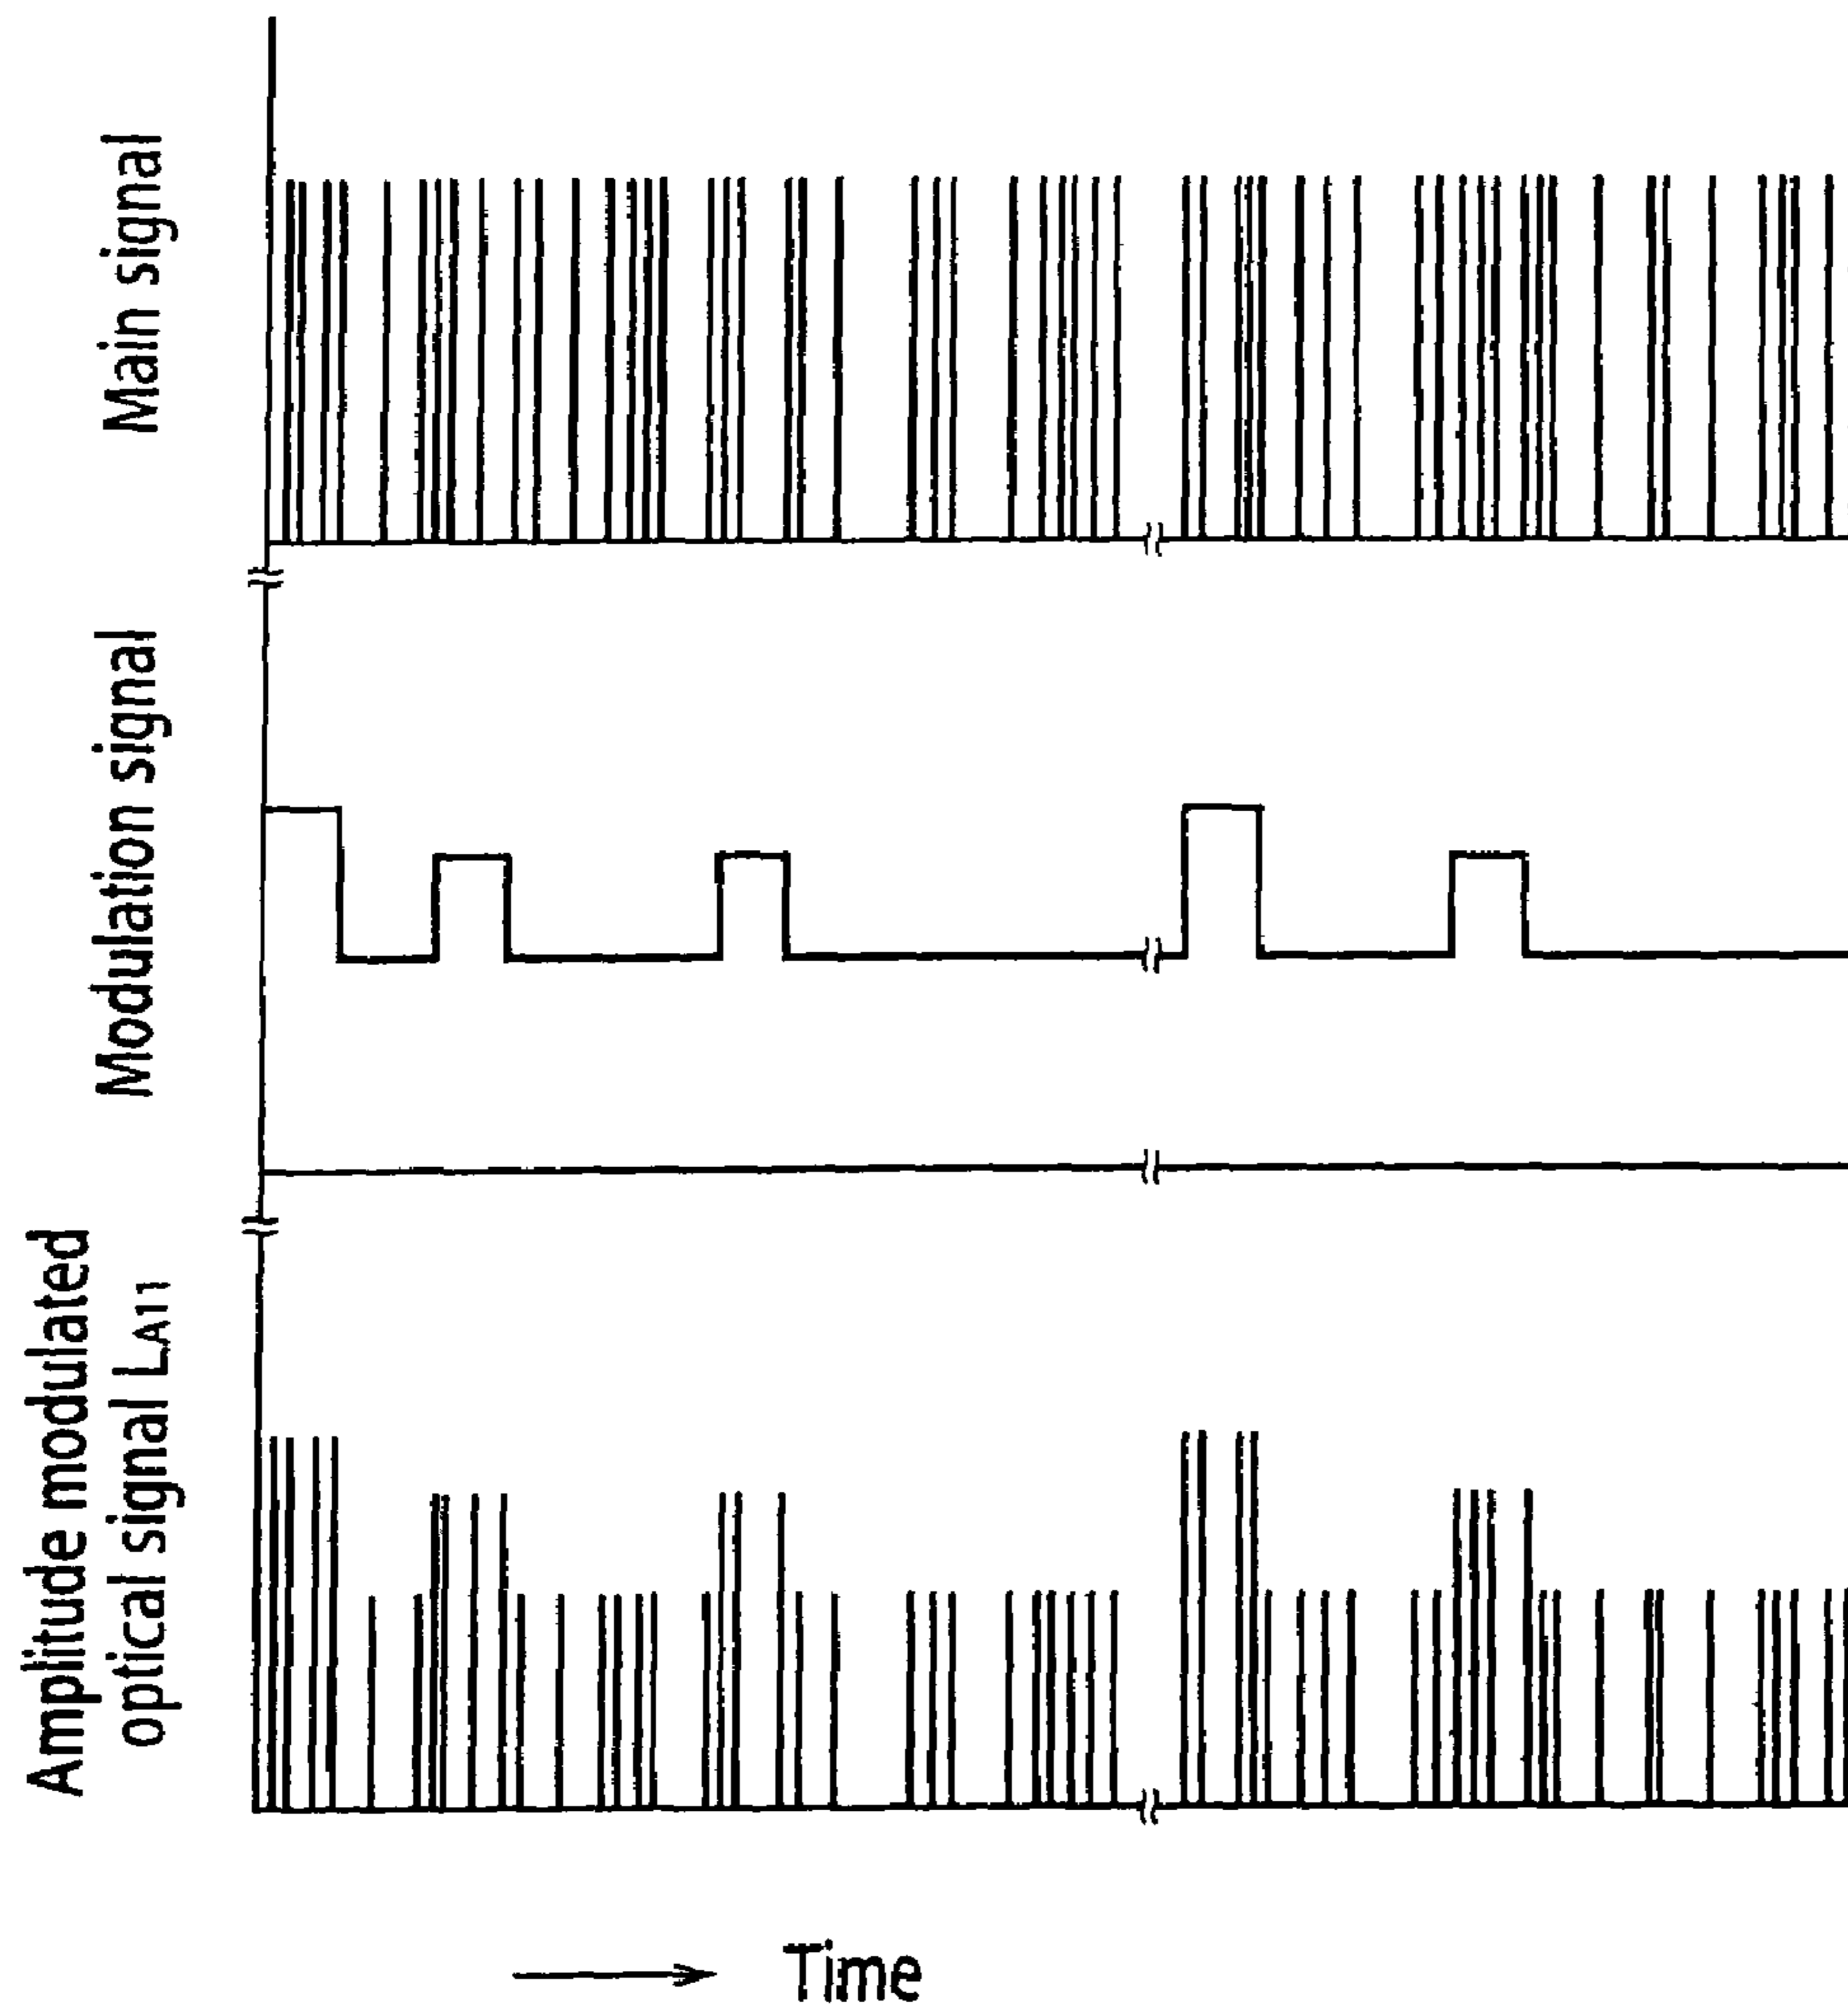 Main signal
Modulation signal
Amplitude modulated
optical signal LA11
Time